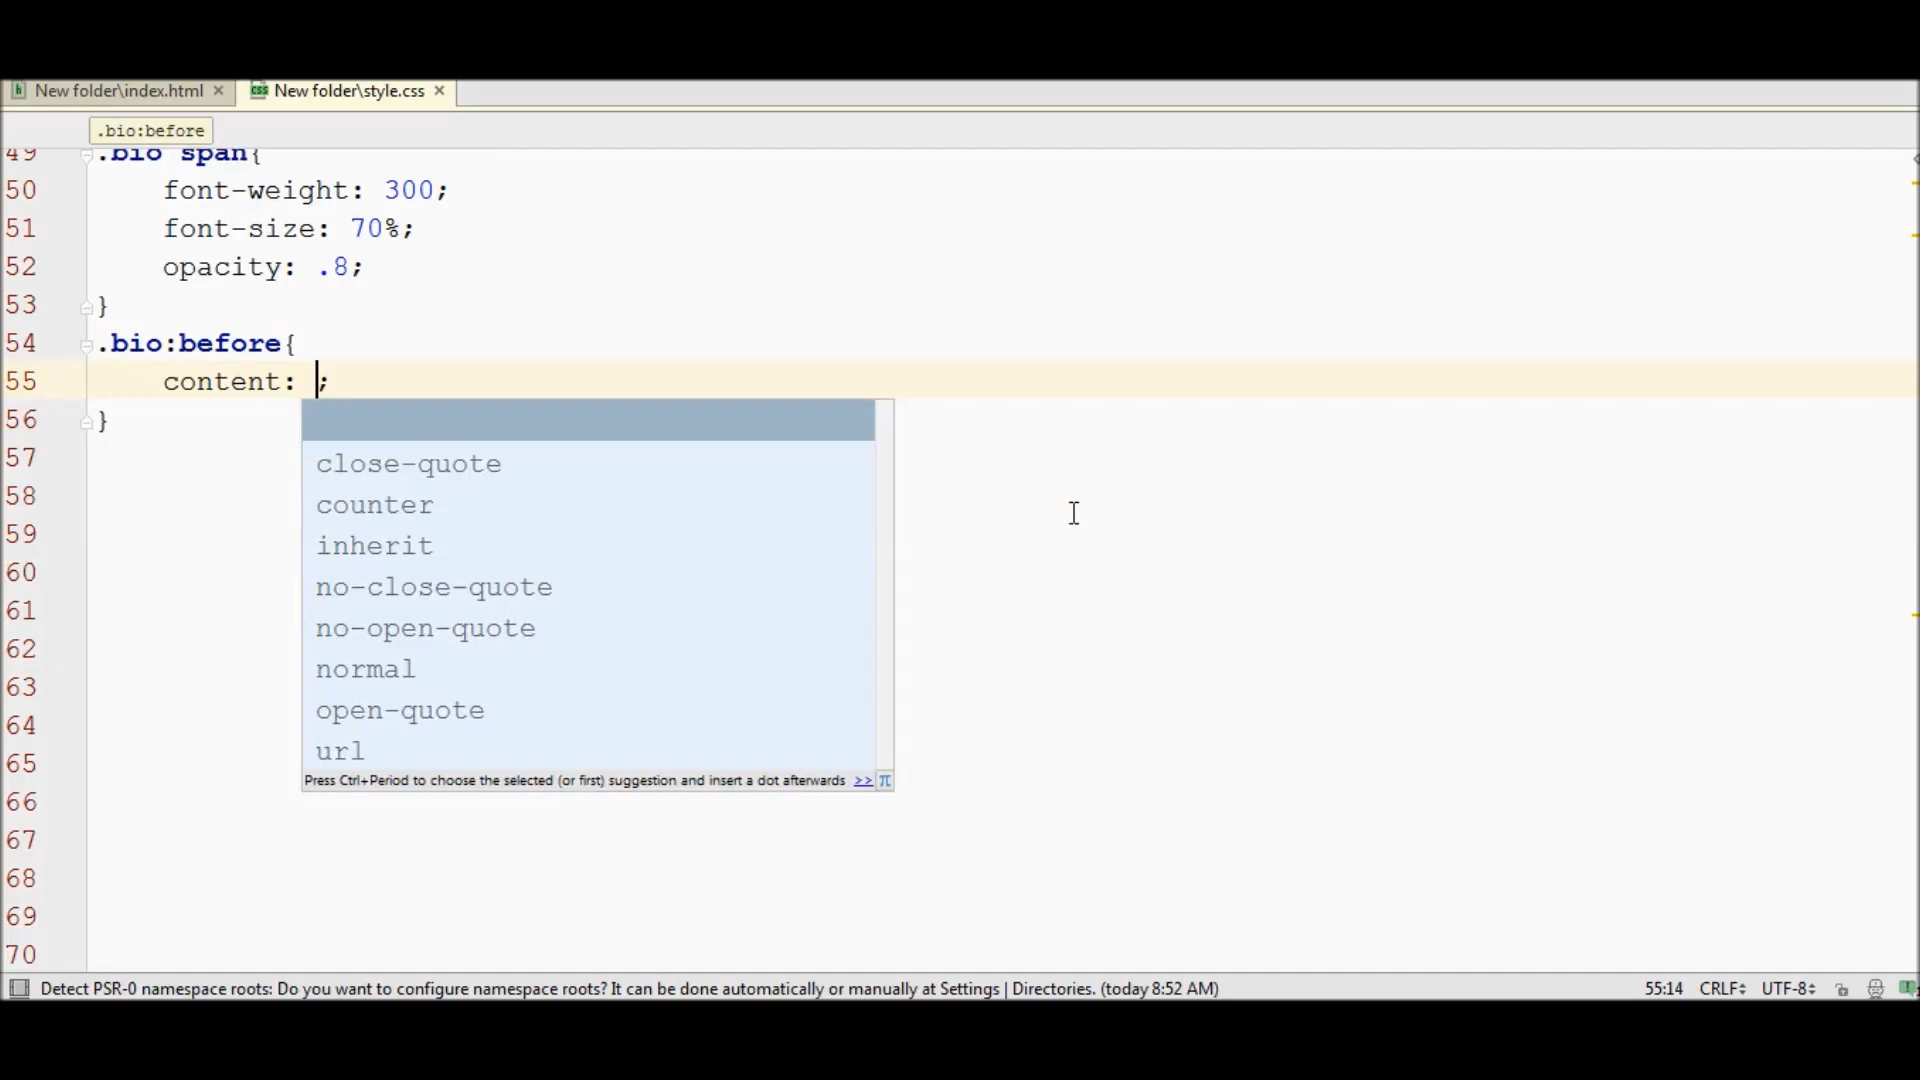 New folder\index.html
New folder\style.css
.bio:before
49 .bio span{
50 font-weight: 300;
51 font-size: 70%;
52 opacity: .8;
53 }
54 .bio:before{
55 content: ;
56 }
close-quote
57
counter
58
inherit
59
no-close-quote
60
no-open-quote
61
normal
62
open-quote
63
url
64
Press Ctrl+Period to choose the selected (or first) suggestion and insert a dot afterwards >> π
65
66
67
68
69
70
Detect PSR-0 namespace roots: Do you want to configure namespace roots? It can be done automatically or manually at Settings | Directories. (today 8:52 AM) 55:14 CRLF UTF-8